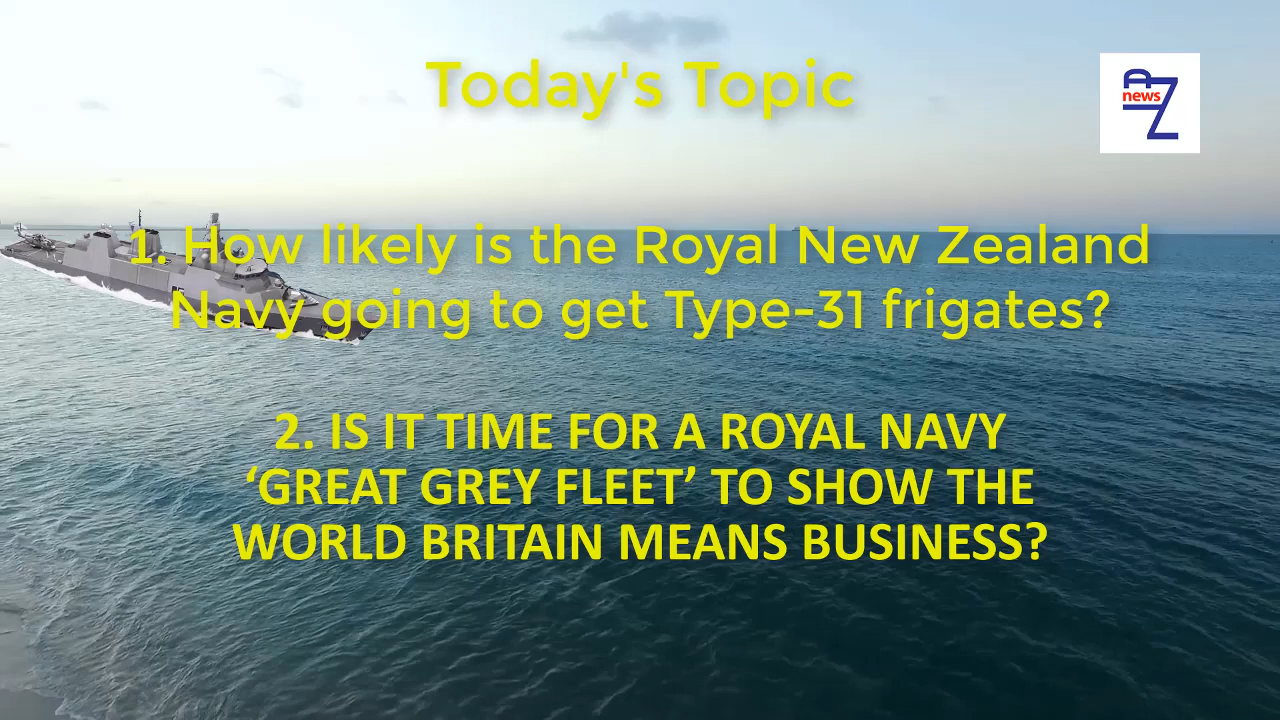 Today's Topic
A
news
Z
1. How likely is the Royal New Zealand
Navy going to get Type-31 frigates?
2. IS IT TIME FOR A ROYAL NAVY
‘GREAT GREY FLEET’ TO SHOW THE
WORLD BRITAIN MEANS BUSINESS?